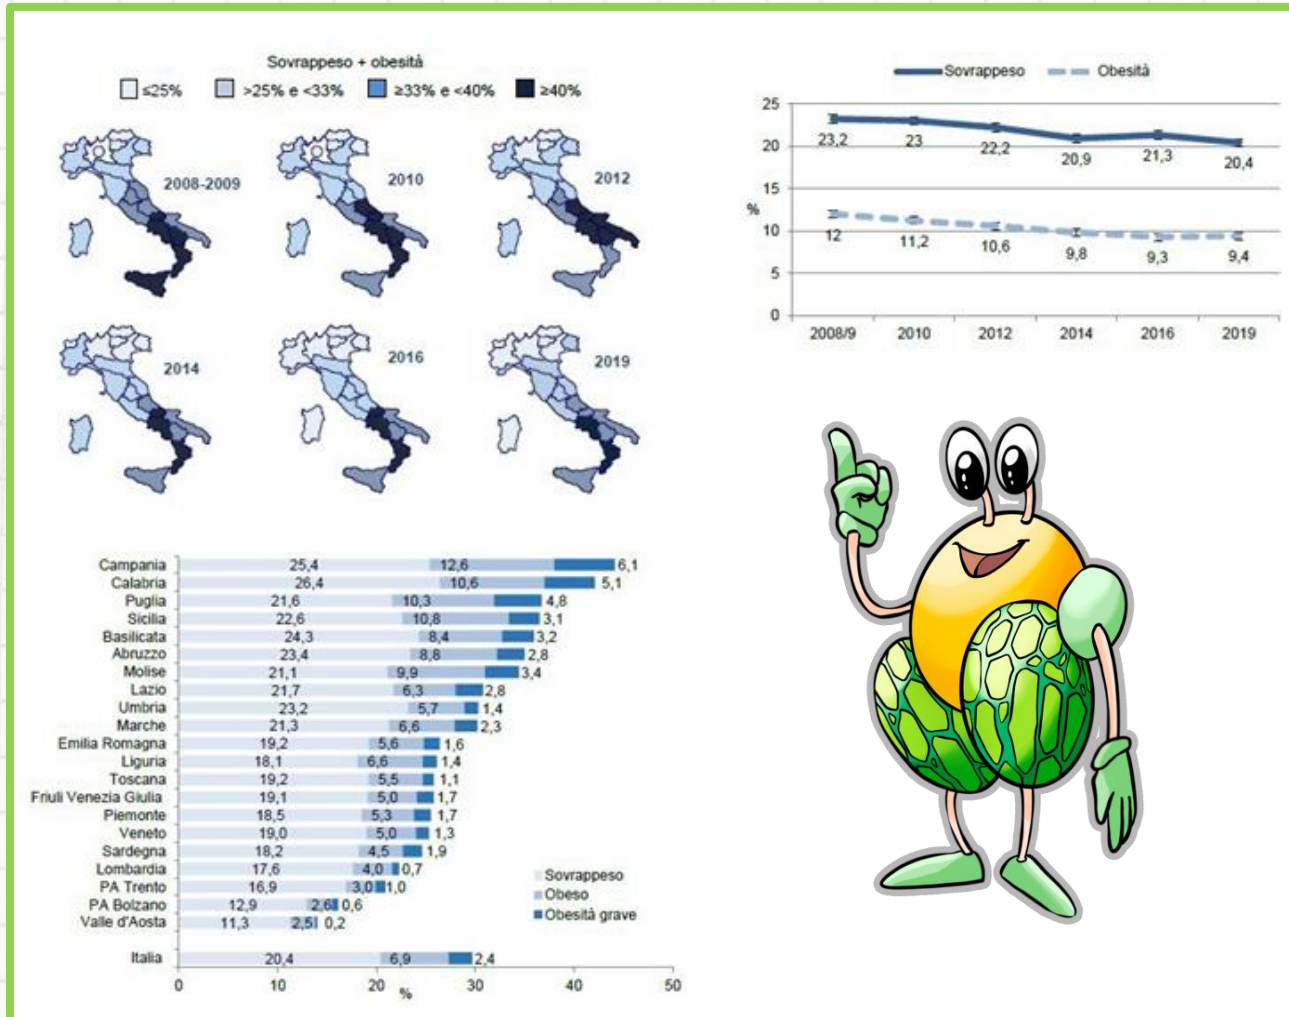 Sovrappeso + obesità
≤25% >25% e <33% ≥33% e <40% ≥40%
2008-2009 2010 2012
2014 2016 2019
Sovrappeso Obesità
25
20
15
%
10
5
0
23,2 23 22,2 20,9 21,3 20,4
12 11,2 10,6 9,8 9,3 9,4
2008/9 2010 2012 2014 2016 2019
Campania 25,4 12,6 6,1
Calabria 26,4 10,6 5,1
Puglia 21,6 10,3 4,8
Sicilia 22,6 10,8 3,1
Basilicata 24,3 8,4 3,2
Abruzzo 23,4 8,8 2,8
Molise 21,1 9,9 3,4
Lazio 21,7 6,3 2,8
Umbria 23,2 5,7 1,4
Marche 21,3 6,6 2,3
Emilia Romagna 19,2 5,6 1,6
Liguria 18,1 6,6 1,4
Toscana 19,2 5,5 1,1
Friuli Venezia Giulia 19,1 5,0 1,7
Piemonte 18,5 5,3 1,7
Veneto 19,0 5,0 1,3
Sardegna 18,2 4,5 1,9
Lombardia 17,6 4,0 0,7
PA Trento 16,9 3,0 1,0
PA Bolzano 12,9 2,6 0,6
Valle d'Aosta 11,3 2,5 0,2
Italia 20,4 6,9 2,4
Sovrappeso
Obeso
Obesità grave
0 10 20 30 40 50
%